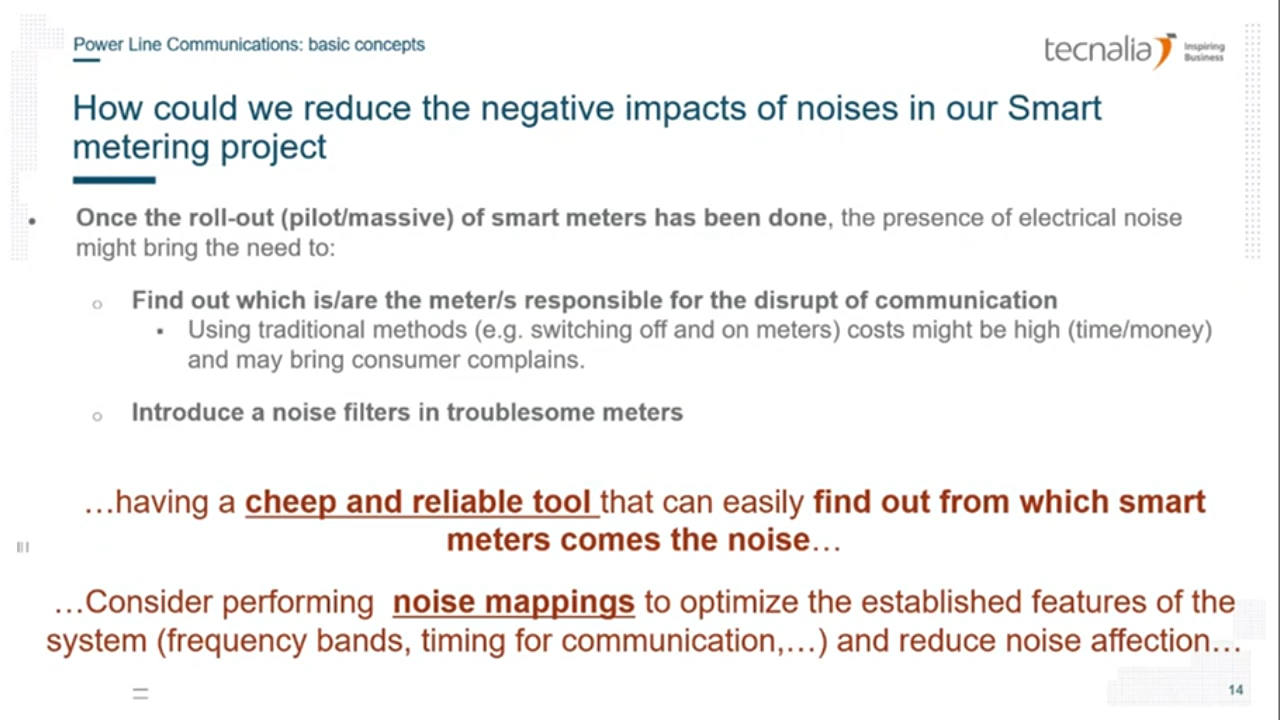 Power Line Communications: basic concepts
tecnalia Inspiring
Business
How could we reduce the negative impacts of noises in our Smart
metering project
• Once the roll-out (pilot/massive) of smart meters has been done, the presence of electrical noise
might bring the need to:
o Find out which is/are the meter/s responsible for the disrupt of communication
▪ Using traditional methods (e.g. switching off and on meters) costs might be high (time/money)
and may bring consumer complains.
o Introduce a noise filters in troublesome meters
…having a cheep and reliable tool that can easily find out from which smart
meters comes the noise…
…Consider performing noise mappings to optimize the established features of the
system (frequency bands, timing for communication,…) and reduce noise affection…
14